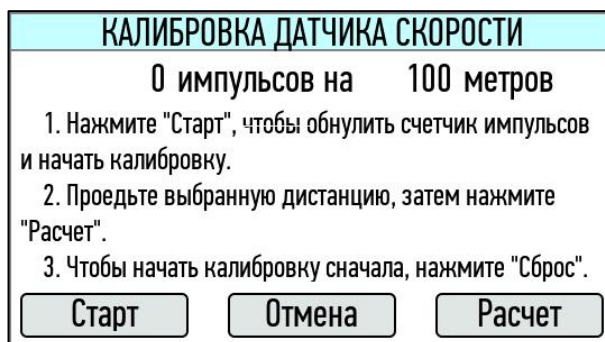 КАЛИБРОВКА ДАТЧИКА СКОРОСТИ
0 импульсов на 100 метров
1. Нажмите "Старт", чтобы обнулить счетчик импульсов
и начать калибровку.
2. Проедьте выбранную дистанцию, затем нажмите
"Расчет".
3. Чтобы начать калибровку сначала, нажмите "Сброс".
Старт Отмена Расчет